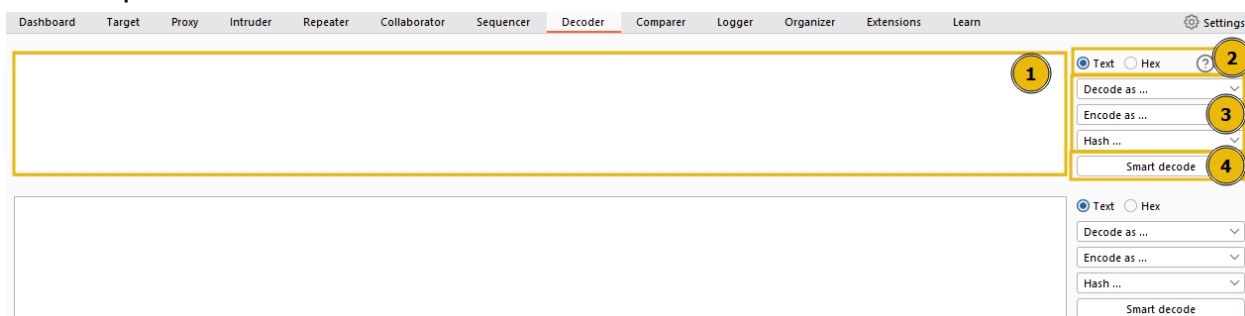 Dashboard Target Proxy Intruder Repeater Collaborator Sequencer Decoder Comparer Logger Organizer Extensions Learn Settings
1
Text Hex ? 2
Decode as ...
Encode as ... 3
Hash ...
Smart decode 4
Text Hex
Decode as ...
Encode as ...
Hash ...
Smart decode